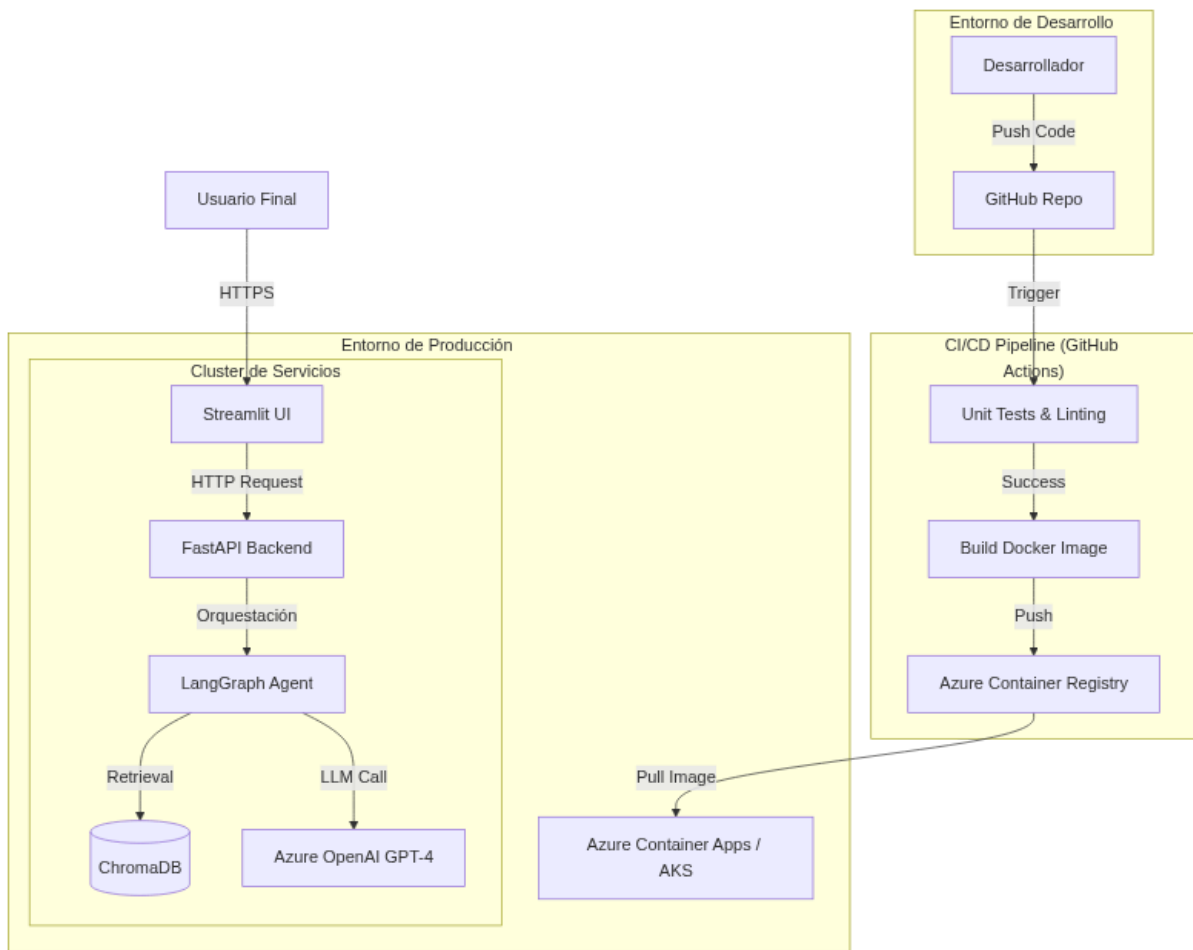 Entorno de Desarrollo
Desarrollador
Push Code
GitHub Repo
Usuario Final
HTTPS
Trigger
Entorno de Producción
Cluster de Servicios
Streamlit UI
HTTP Request
FastAPI Backend
Orquestación
LangGraph Agent
Retrieval
LLM Call
ChromaDB
Azure OpenAI GPT-4
CI/CD Pipeline (GitHub
Actions)
Unit Tests & Linting
Success
Build Docker Image
Push
Azure Container Registry
Pull Image
Azure Container Apps /
AKS